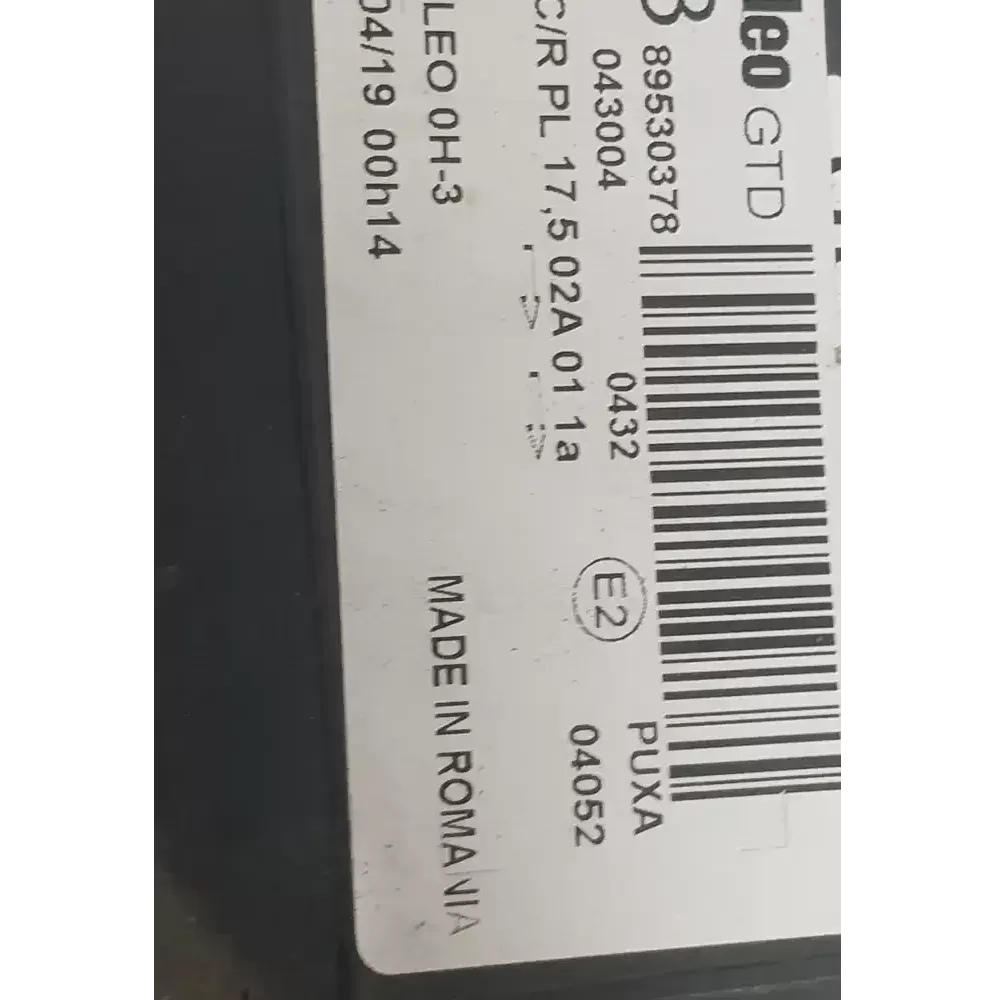 leo GTD
89530378
043004 0432 PUXA
C/R PL 17,5 02A 01 1a E2 04052
LEO 0H-3 MADE IN ROMANIA
04/19 00h14